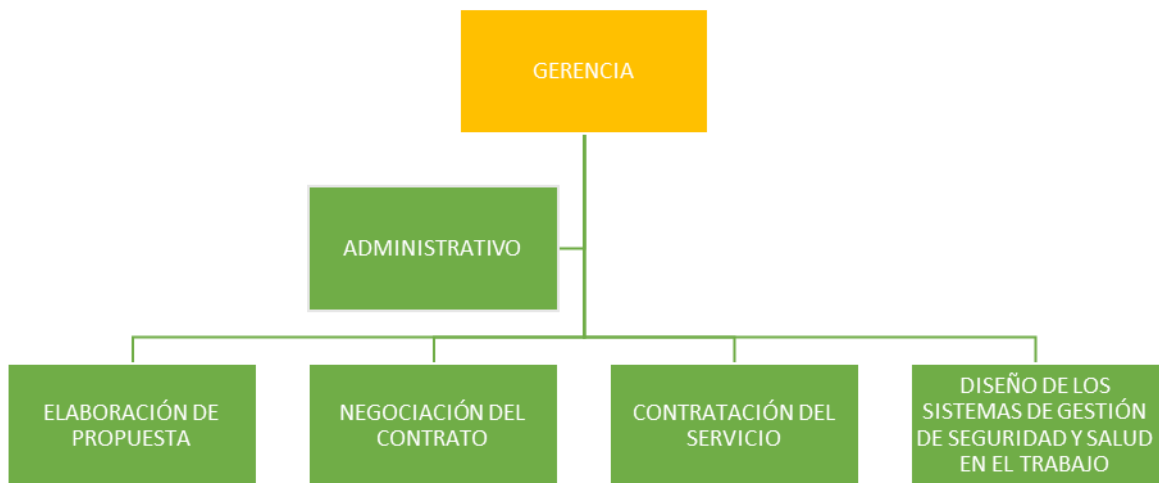 GERENCIA
ADMINISTRATIVO
ELABORACIÓN DE
PROPUESTA
NEGOCIACIÓN DEL
CONTRATO
CONTRATACIÓN DEL
SERVICIO
DISEÑO DE LOS
SISTEMAS DE GESTIÓN
DE SEGURIDAD Y SALUD
EN EL TRABAJO